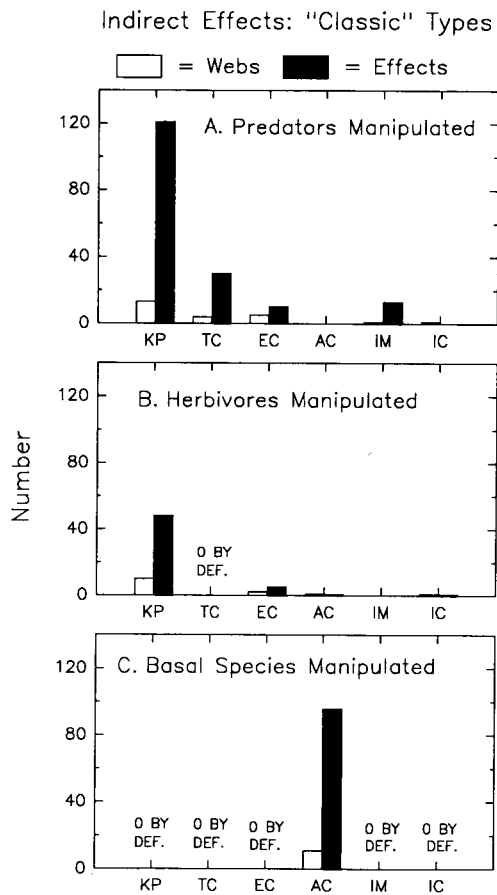 Indirect Effects: "Classic" Types
= Webs = Effects
A. Predators Manipulated
120
80
40
0
KP TC EC AC IM IC
B. Herbivores Manipulated
120
80
40
0
0 BY
DEF.
KP TC EC AC IM IC
Number
C. Basal Species Manipulated
120
80
40
0
0 BY 0 BY 0 BY 0 BY 0 BY
DEF. DEF. DEF. DEF. DEF.
KP TC EC AC IM IC